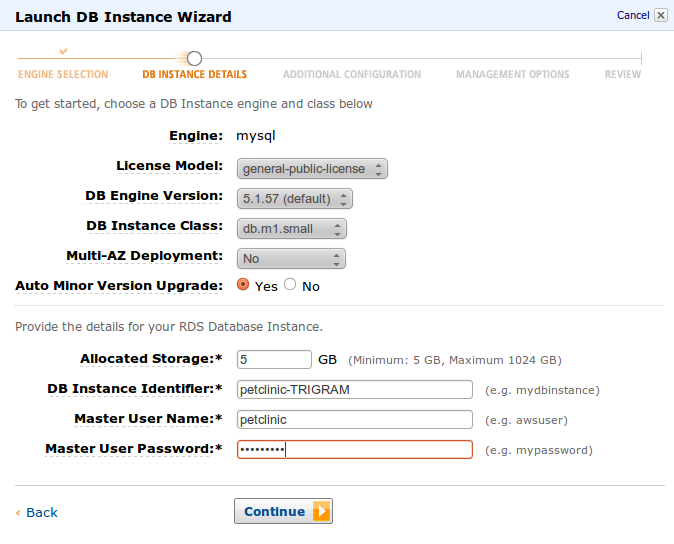 Launch DB Instance Wizard
Cancel
ENGINE SELECTION DB INSTANCE DETAILS ADDITIONAL CONFIGURATION MANAGEMENT OPTIONS REVIEW
To get started, choose a DB Instance engine and class below
Engine: mysql
License Model: general-public-license
DB Engine Version: 5.1.57 (default)
DB Instance Class: db.m1.small
Multi-AZ Deployment: No
Auto Minor Version Upgrade: Yes No
Provide the details for your RDS Database Instance.
Allocated Storage:* 5 GB (Minimum: 5 GB, Maximum 1024 GB)
DB Instance Identifier:* petclinic-TRIGRAM (e.g. mydbinstance)
Master User Name:* petclinic (e.g. awsuser)
Master User Password:* ••••••••• (e.g. mypassword)
‹ Back
Continue